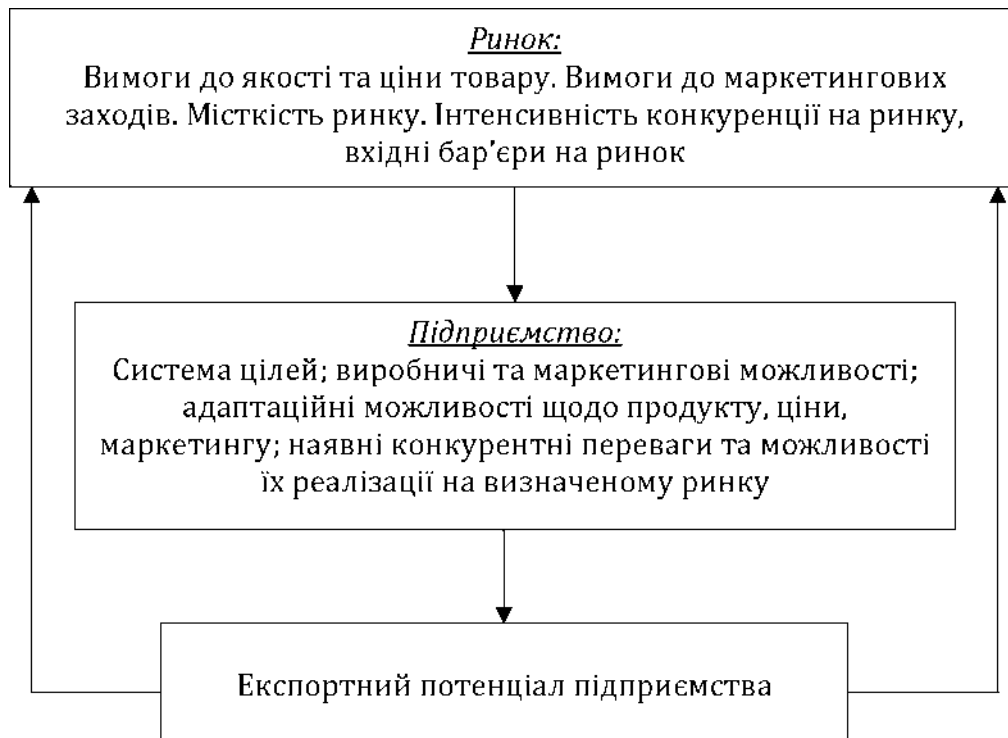 Ринок:
Вимоги до якості та ціни товару. Вимоги до маркетингових
заходів. Місткість ринку. Інтенсивність конкуренції на ринку,
вхідні бар’єри на ринок
Підприємство:
Система цілей; виробничі та маркетингові можливості;
адаптаційні можливості щодо продукту, ціни,
маркетингу; наявні конкурентні переваги та можливості
їх реалізації на визначеному ринку
Експортний потенціал підприємства